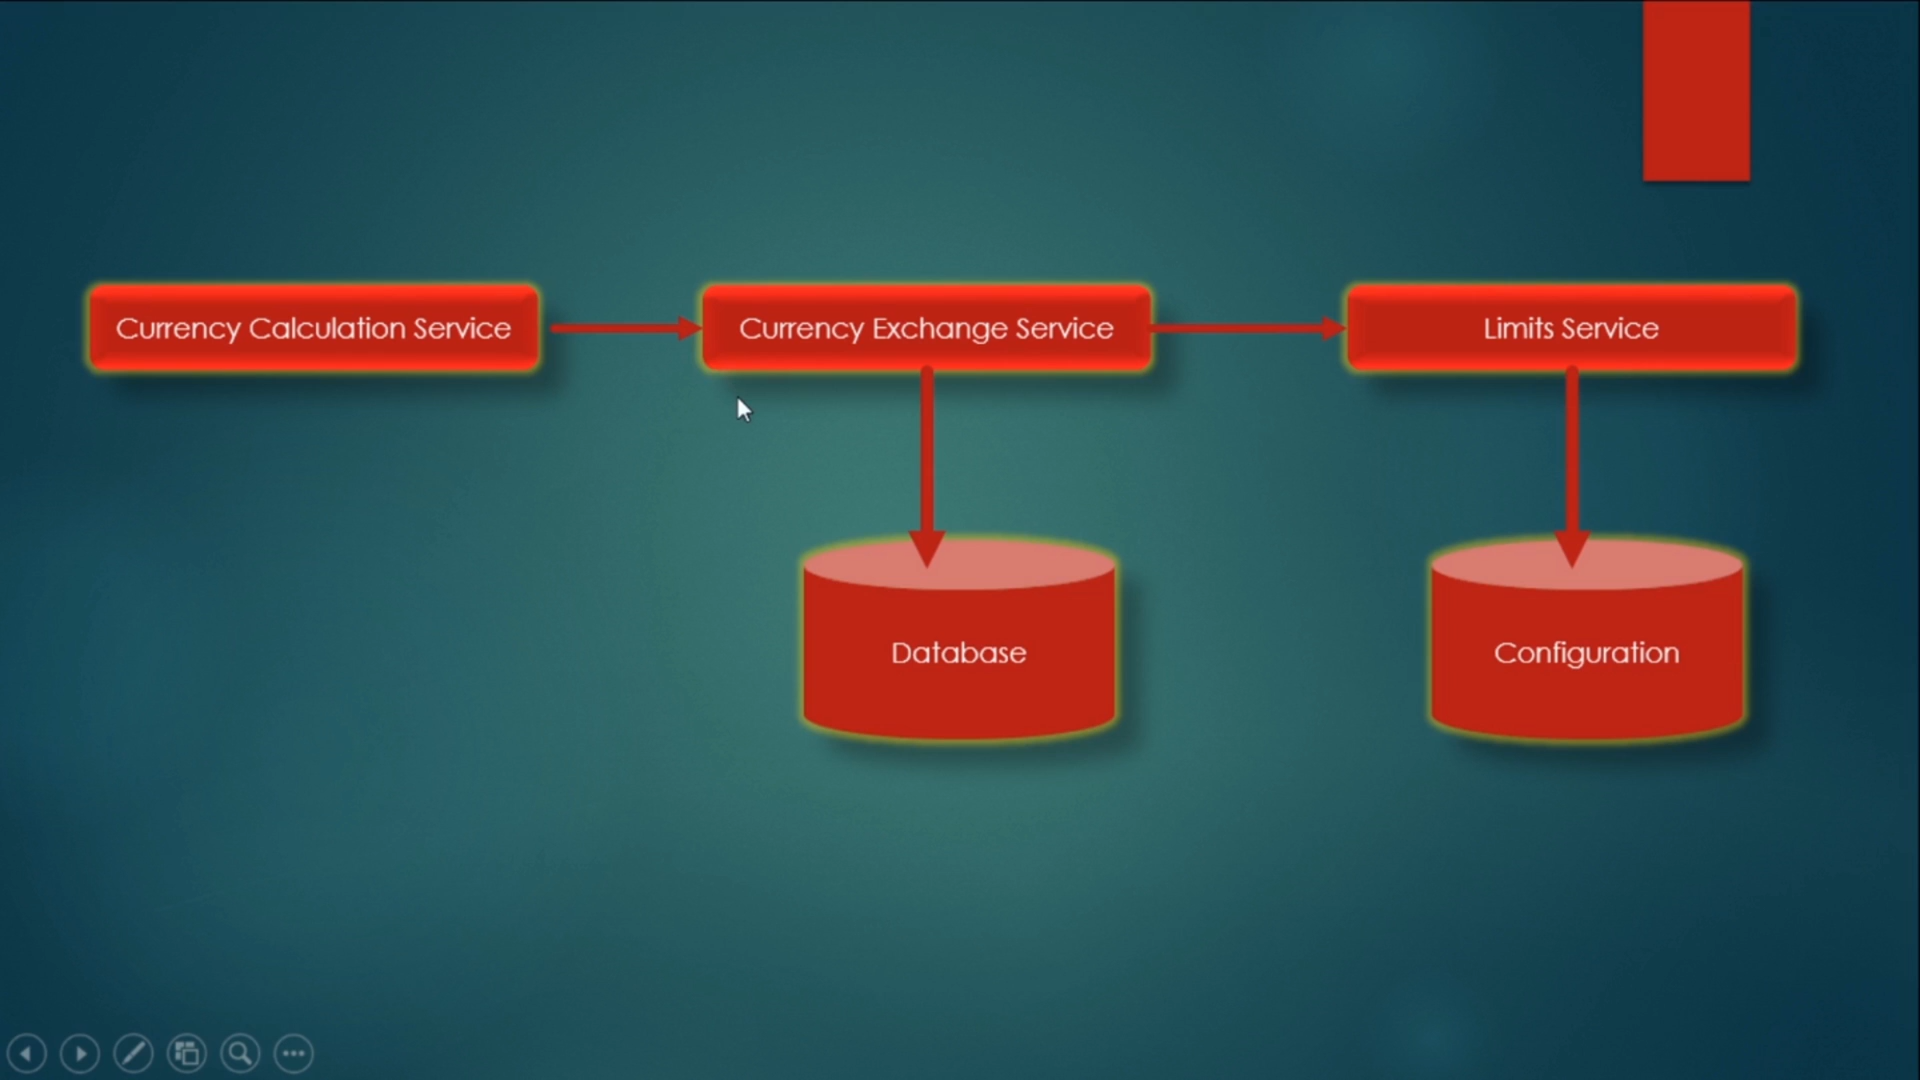 Currency Calculation Service
Currency Exchange Service
Limits Service
Database
Configuration